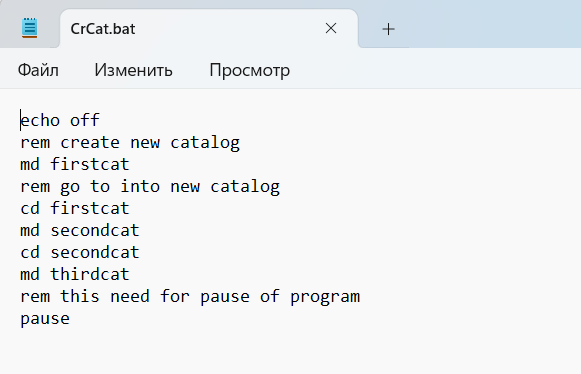 CrCat.bat
Файл Изменить Просмотр
echo off
rem create new catalog
md firstcat
rem go to into new catalog
cd firstcat
md secondcat
cd secondcat
md thirdcat
rem this need for pause of program
pause